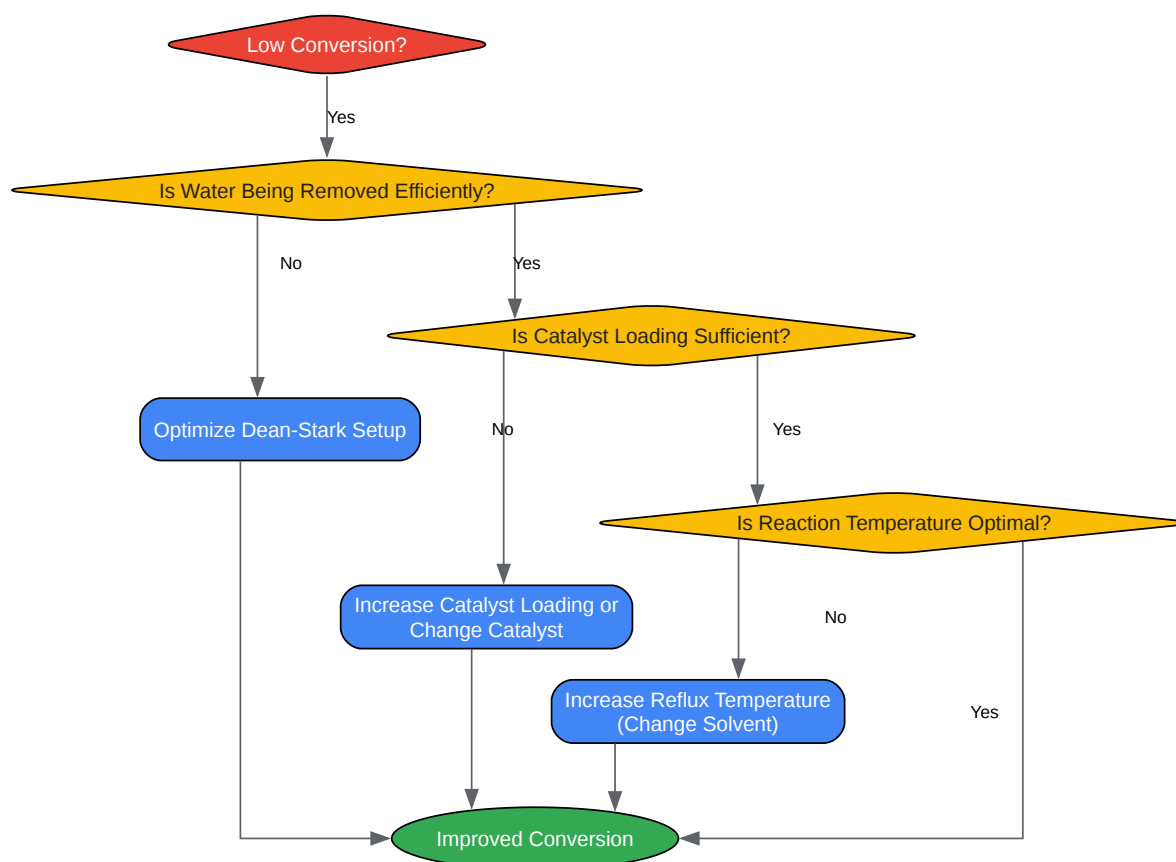 Low Conversion?
Yes
Is Water Being Removed Efficiently?
No
Yes
Is Catalyst Loading Sufficient?
Optimize Dean-Stark Setup
No
Yes
Is Reaction Temperature Optimal?
Increase Catalyst Loading or
Change Catalyst
No
Increase Reflux Temperature
(Change Solvent)
Yes
Improved Conversion